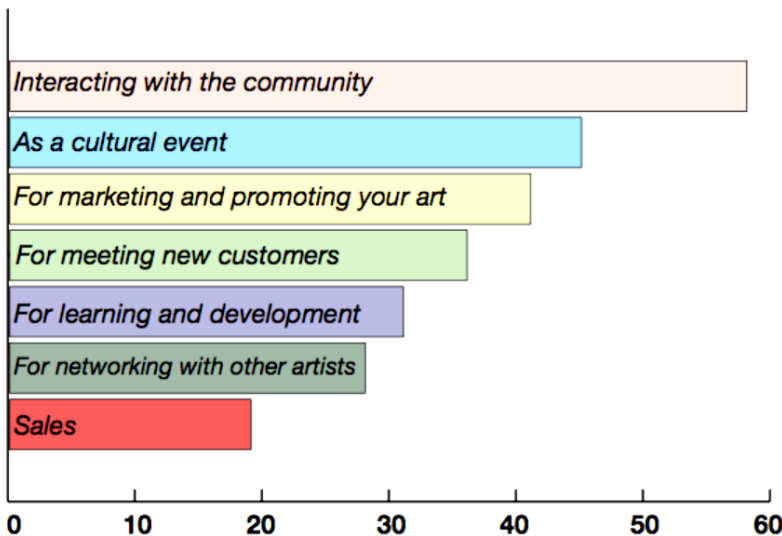 Interacting with the community
As a cultural event
For marketing and promoting your art
For meeting new customers
For learning and development
For networking with other artists
Sales
0 10 20 30 40 50 60